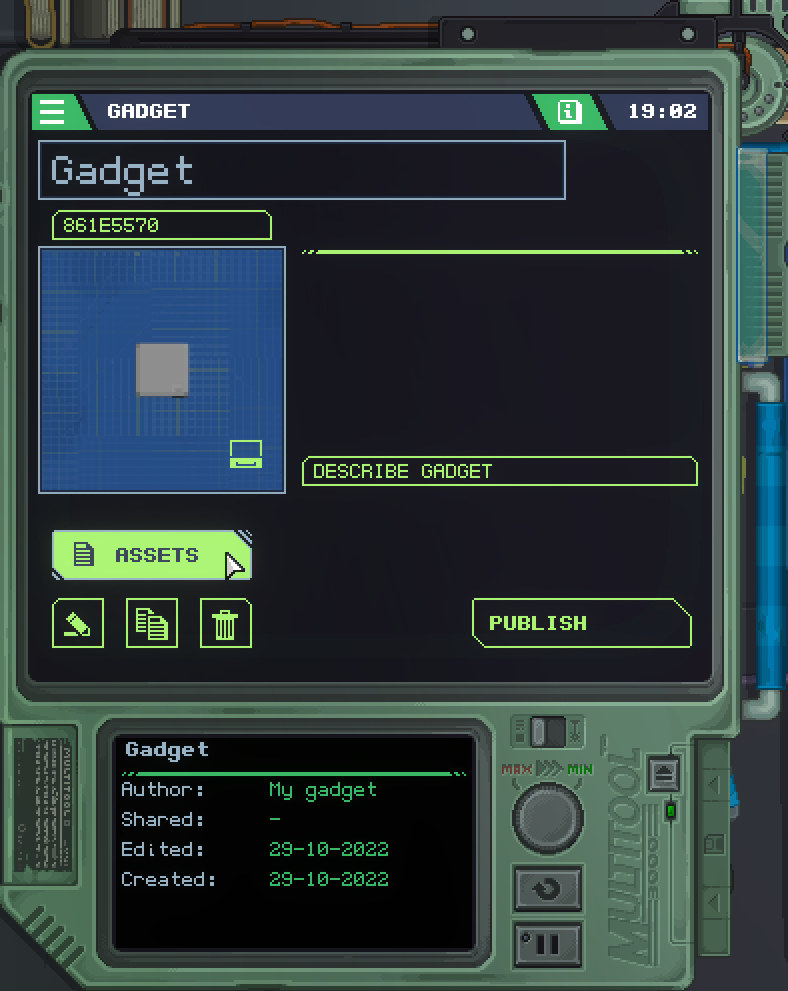 GADGET
19:02
Gadget
861E5570
DESCRIBE GADGET
ASSETS
PUBLISH
Gadget
Author: My gadget
Shared: -
Edited: 29-10-2022
Created: 29-10-2022
MAX MIN
MULTITOOL
MULTITOOL